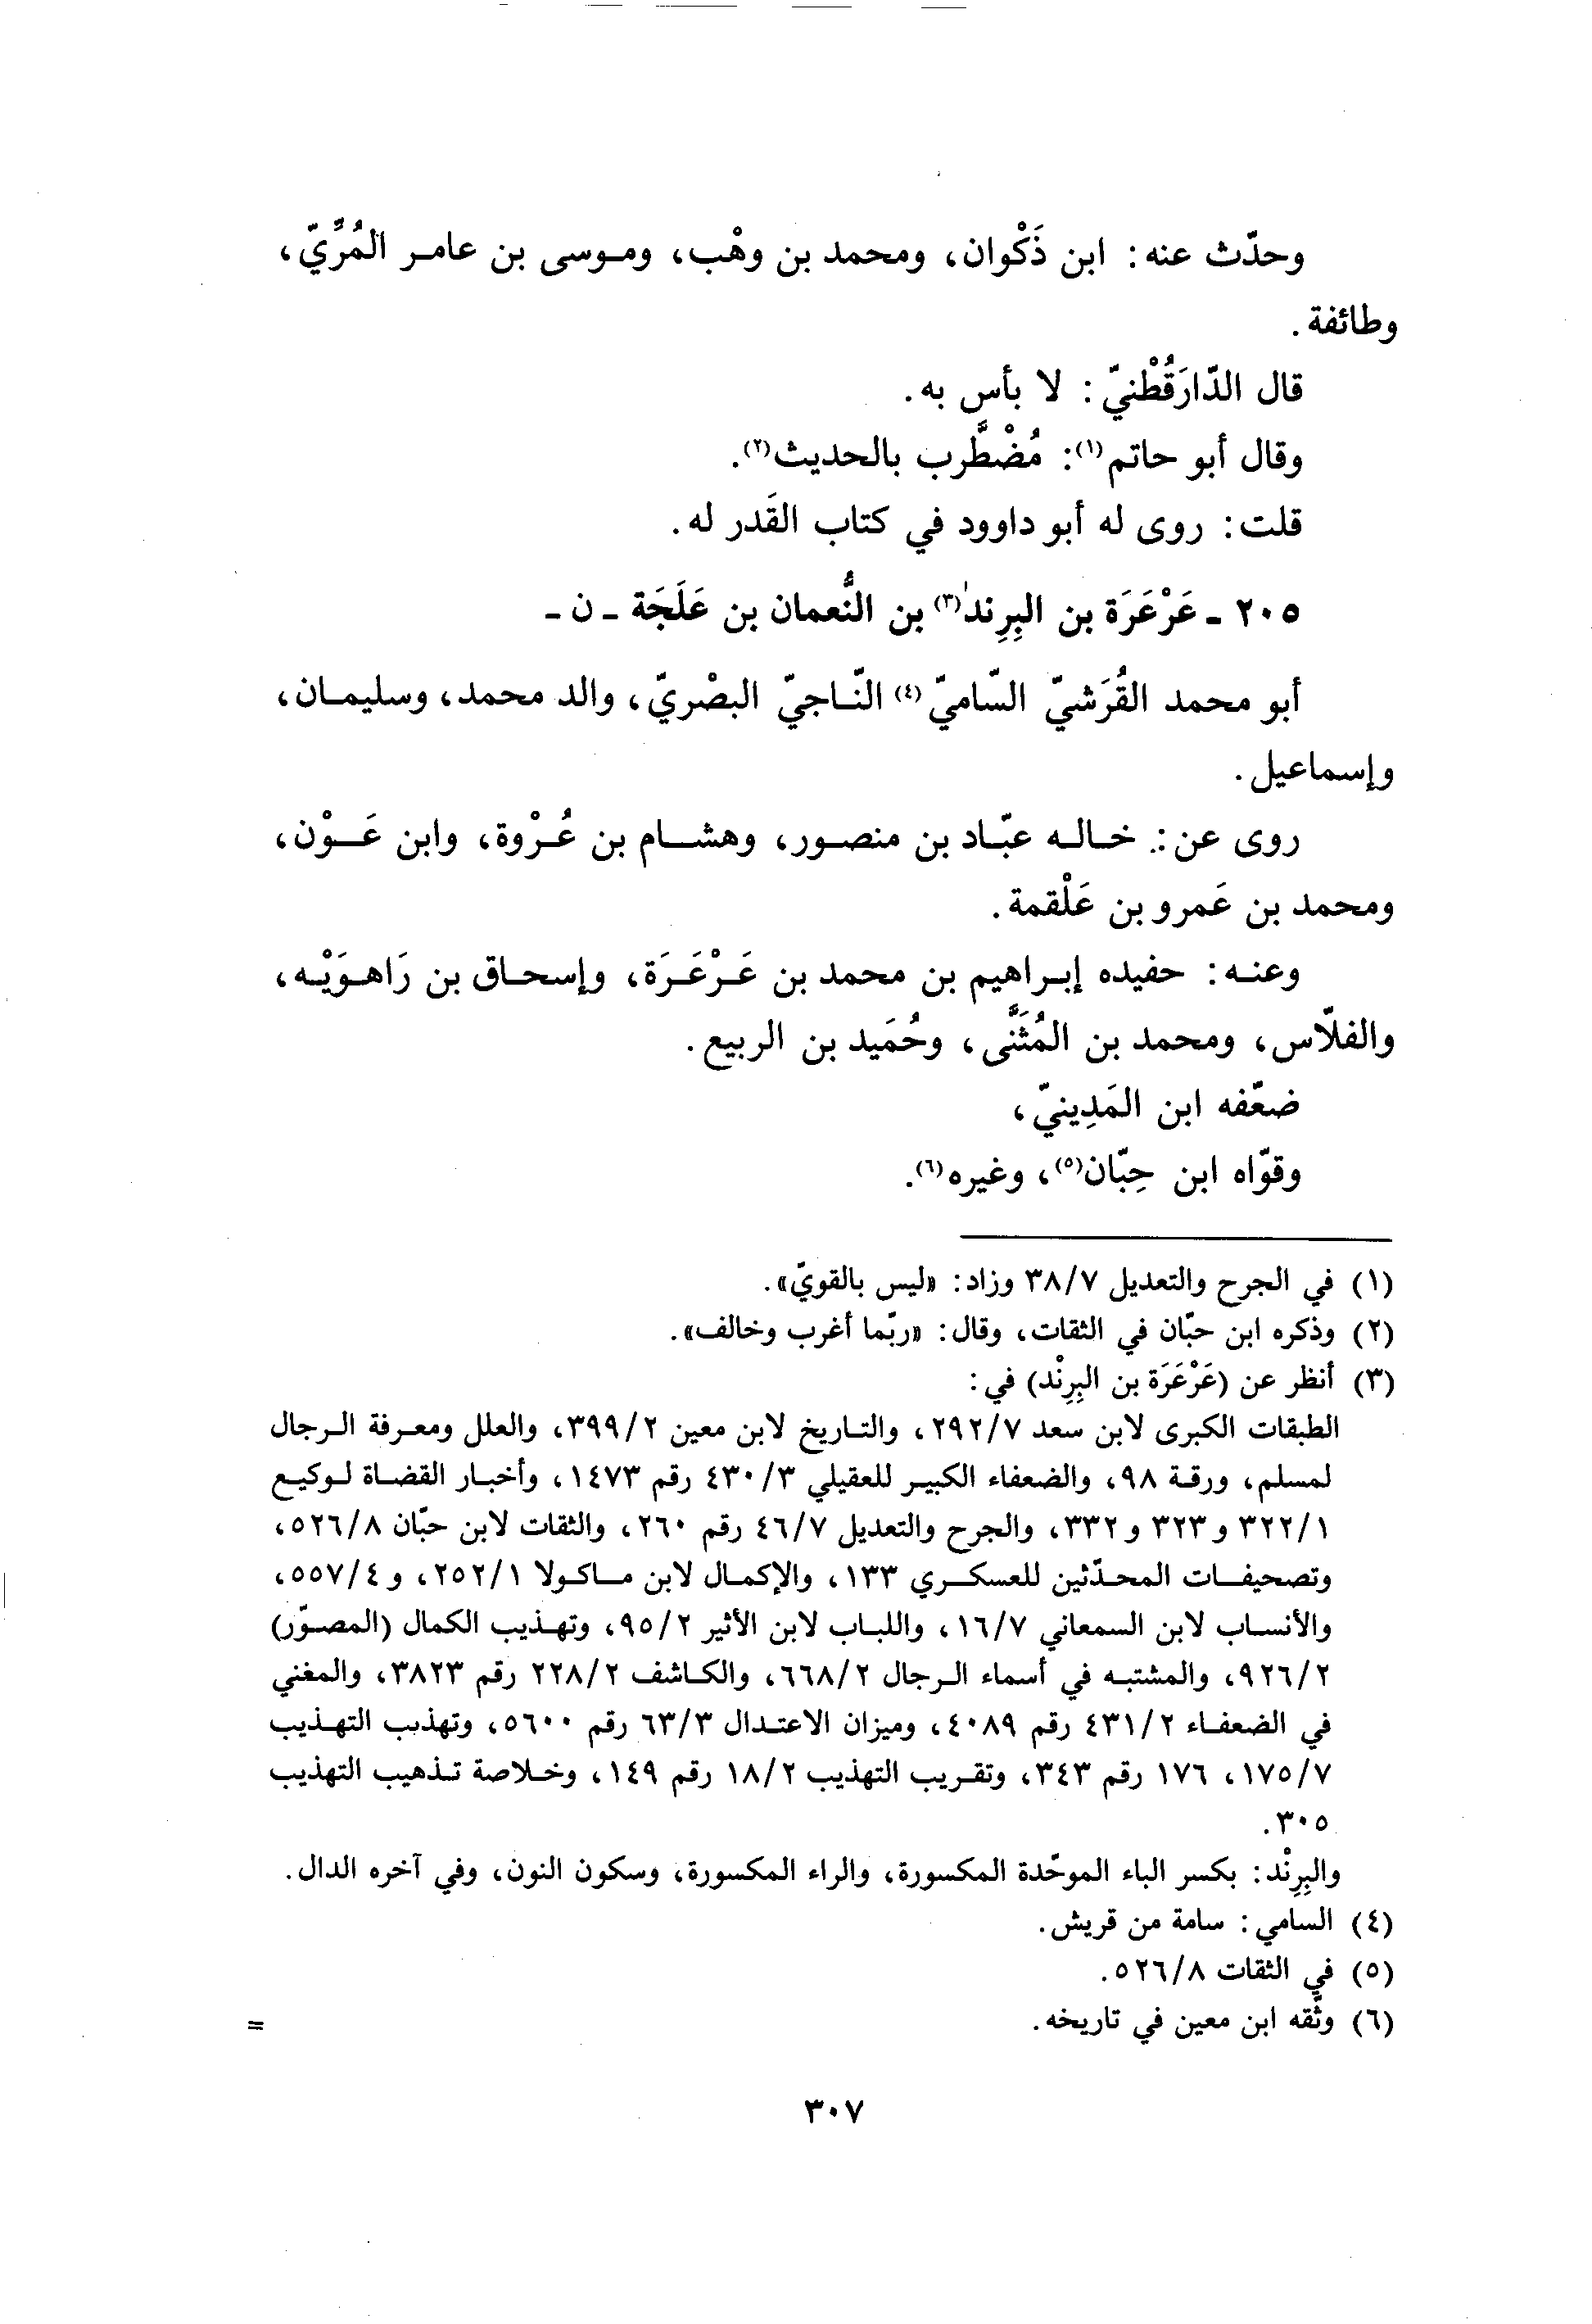 وحدّث عنه: ابن ذَكْوان، ومحمد بن وهْب، وموسى بن عامر المُرِّيّ،
وطائفة.
قال الدّارَقُطْنيّ: لا بأس به.
وقال أبو حاتم(١): مُضْطَّرب بالحديث(٢).
قلت: روى له أبو داوود في كتاب القَدر له.
٢٠٥ - عَرْعَرَة بن البِرِند(٣) بن النُّعمان بن عَلَجَة - ن -
أبو محمد القُرَشيّ السّاميّ(٤) النّاجيّ البصْريّ، والد محمد، وسليمان،
وإسماعيل.
روى عن: خاله عبّاد بن منصور، وهشام بن عُرْوة، وابن عَوْن،
ومحمد بن عَمرو بن عَلْقمة.
وعنه: حفيده إبراهيم بن محمد بن عَرْعَرَة، وإسحاق بن رَاهوَيْه،
والفلّاس، ومحمد بن المُثَنَّى، وحُمَيد بن الربيع.
ضعّفه ابن المَدِينيّ،
وقوّاه ابن حِبّان(٥)، وغيره(٦).
(١) في الجرح والتعديل ٣٨/٧ وزاد: «ليس بالقويّ».
(٢) وذكره ابن حبّان في الثقات، وقال: «ربّما أغرب وخالف».
(٣) أنظر عن (عَرْعَرَة بن البِرِنْد) في:
الطبقات الكبرى لابن سعد ٢٩٢/٧، والتاريخ لابن معين ٣٩٩/٢، والعلل ومعرفة الرجال
لمسلم، ورقة ٩٨، والضعفاء الكبير للعقيلي ٤٣٠/٣ رقم ١٤٧٣، وأخبار القضاة لوكيع
٣٢٢/١ و ٣٢٣ و ٣٣٢، والجرح والتعديل ٤٦/٧ رقم ٢٦٠، والثقات لابن حبّان ٥٢٦/٨،
وتصحيفات المحدّثين للعسكري ١٣٣، والإكمال لابن ماكولا ٢٥٢/١، و ٥٥٧/٤،
والأنساب لابن السمعاني ١٦/٧، واللباب لابن الأثير ٩٥/٢، وتهذيب الكمال (المصوّر)
٩٢٦/٢، والمشتبه في أسماء الرجال ٦٦٨/٢، والكاشف ٢٢٨/٢ رقم ٣٨٢٣، والمغني
في الضعفاء ٤٣١/٢ رقم ٤٠٨٩، وميزان الاعتدال ٦٣/٣ رقم ٥٦٠٠، وتهذيب التهذيب
١٧٥/٧، ١٧٦ رقم ٣٤٣، وتقريب التهذيب ١٨/٢ رقم ١٤٩، وخلاصة تذهيب التهذيب
٣٠٥.
والبِرِنْد: بكسر الباء الموحّدة المكسورة، والراء المكسورة، وسكون النون، وفي آخره الدال.
(٤) السامي: سامة من قريش.
(٥) في الثقات ٥٢٦/٨.
(٦) وثّقه ابن معين في تاريخه. =
٣٠٧